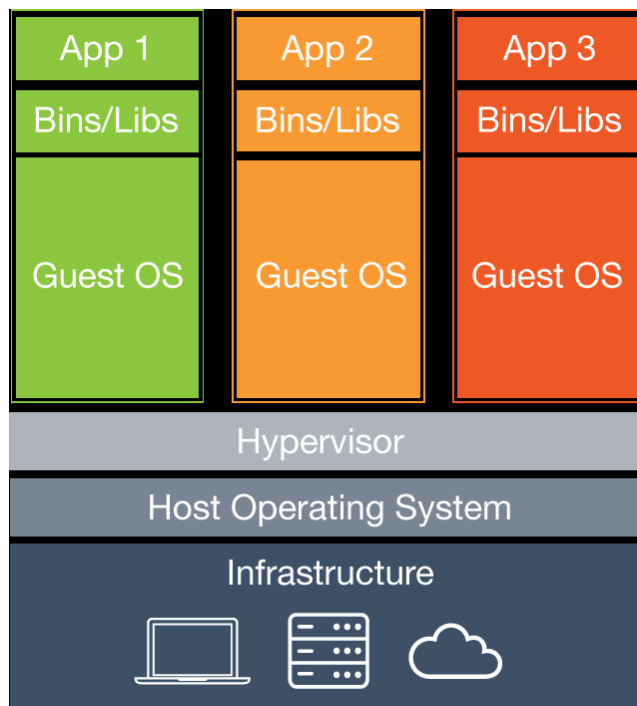 App 1
App 2
App 3
Bins/Libs
Bins/Libs
Bins/Libs
Guest OS
Guest OS
Guest OS
Hypervisor
Host Operating System
Infrastructure